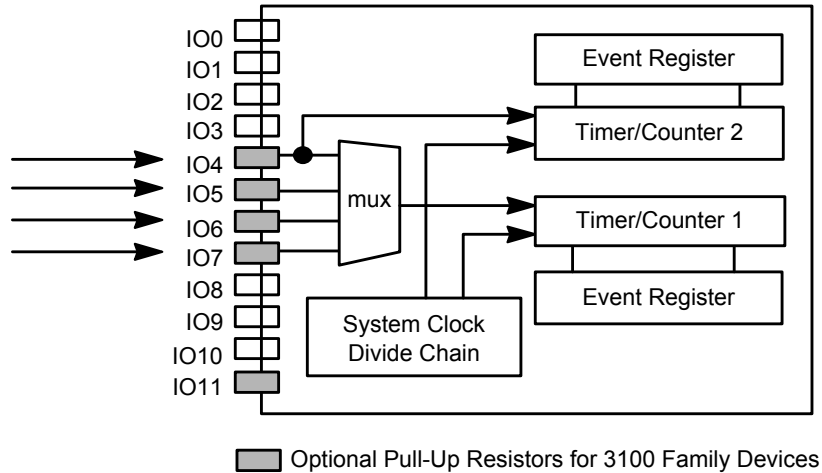 IO0
IO1
IO2
IO3
IO4
IO5
IO6
IO7
IO8
IO9
IO10
IO11
mux
Event Register
Timer/Counter 2
Timer/Counter 1
Event Register
System Clock
Divide Chain
Optional Pull-Up Resistors for 3100 Family Devices